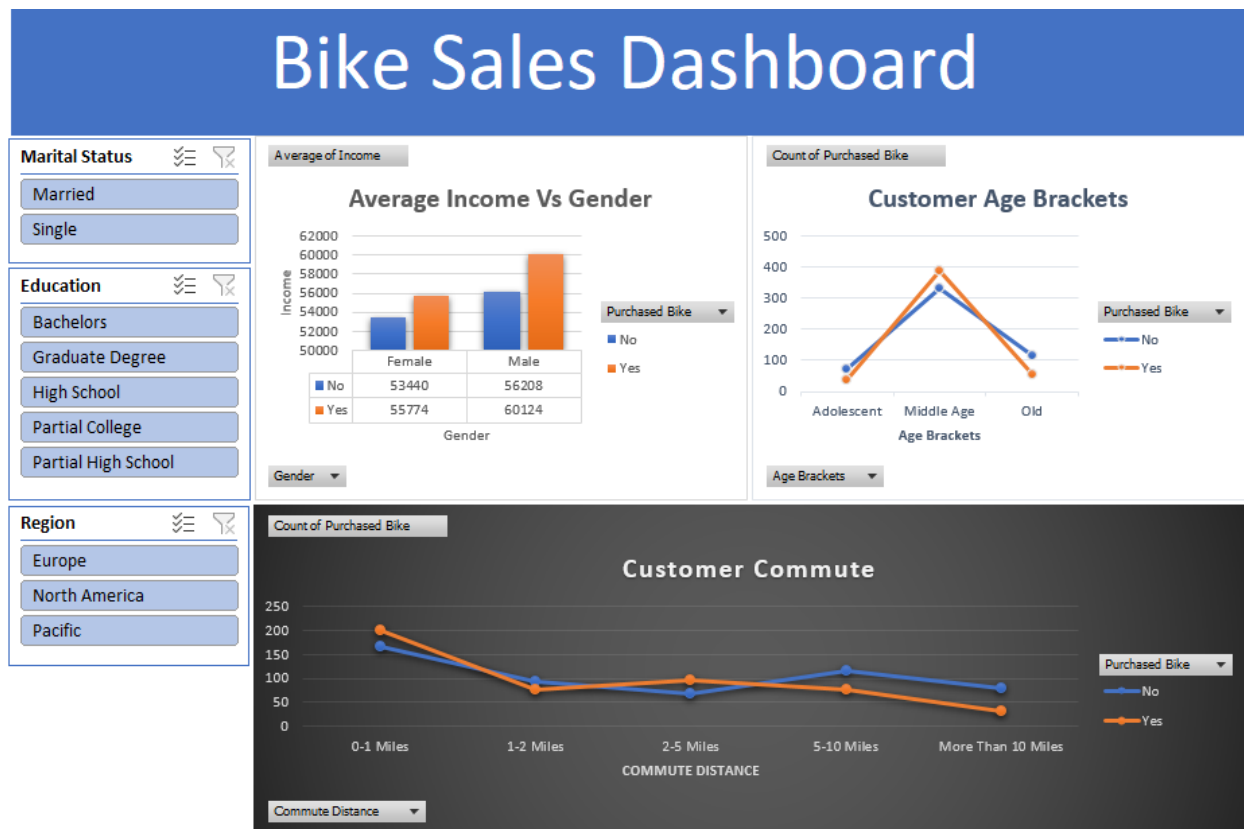 Bike Sales Dashboard
Marital Status
Married
Single
Education
Bachelors
Graduate Degree
High School
Partial College
Partial High School
Region
Europe
North America
Pacific
Average of Income
Average Income Vs Gender
62000
60000
58000
56000
54000
52000
50000
Income
Female Male
No 53440 56208
Yes 55774 60124
Gender
Purchased Bike
No
Yes
Gender
Count of Purchased Bike
Customer Age Brackets
500
400
300
200
100
0
Adolescent Middle Age Old
Age Brackets
Purchased Bike
No
Yes
Age Brackets
Count of Purchased Bike
Customer Commute
250
200
150
100
50
0
0-1 Miles 1-2 Miles 2-5 Miles 5-10 Miles More Than 10 Miles
COMMUTE DISTANCE
Purchased Bike
No
Yes
Commute Distance